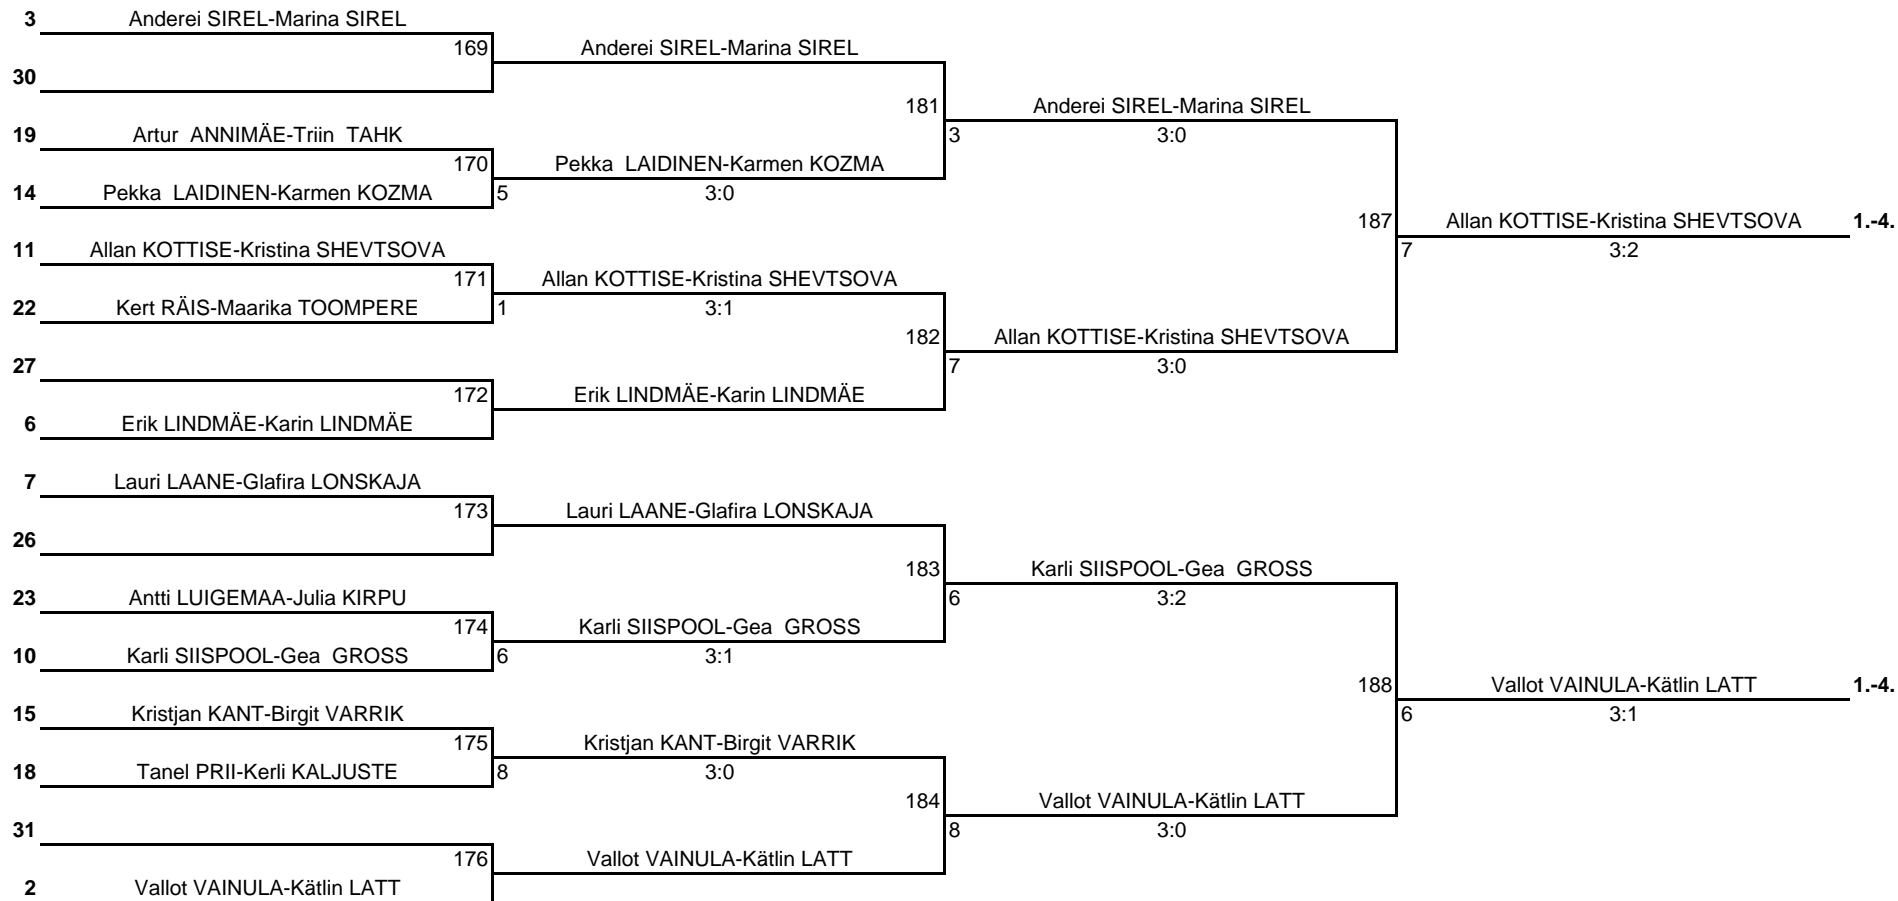 3 Anderei SIREL-Marina SIREL
169 Anderei SIREL-Marina SIREL
30
181 Anderei SIREL-Marina SIREL
19 Artur ANNIMÄE-Triin TAHK 3 3:0
170 Pekka LAIDINEN-Karmen KOZMA
14 Pekka LAIDINEN-Karmen KOZMA 5 3:0
187 Allan KOTTISE-Kristina SHEVTSOVA 1.-4.
11 Allan KOTTISE-Kristina SHEVTSOVA 7 3:2
171 Allan KOTTISE-Kristina SHEVTSOVA
22 Kert RÄIS-Maarika TOOMPERE 1 3:1
182 Allan KOTTISE-Kristina SHEVTSOVA
27 7 3:0
172 Erik LINDMÄE-Karin LINDMÄE
6 Erik LINDMÄE-Karin LINDMÄE
7 Lauri LAANE-Glafira LONSKAJA
173 Lauri LAANE-Glafira LONSKAJA
26
183 Karli SIISPOOL-Gea GROSS
23 Antti LUIGEMAA-Julia KIRPU 6 3:2
174 Karli SIISPOOL-Gea GROSS
10 Karli SIISPOOL-Gea GROSS 6 3:1
188 Vallot VAINULA-Kätlin LATT 1.-4.
15 Kristjan KANT-Birgit VARRIK 6 3:1
175 Kristjan KANT-Birgit VARRIK
18 Tanel PRII-Kerli KALJUSTE 8 3:0
184 Vallot VAINULA-Kätlin LATT
31 8 3:0
176 Vallot VAINULA-Kätlin LATT
2 Vallot VAINULA-Kätlin LATT